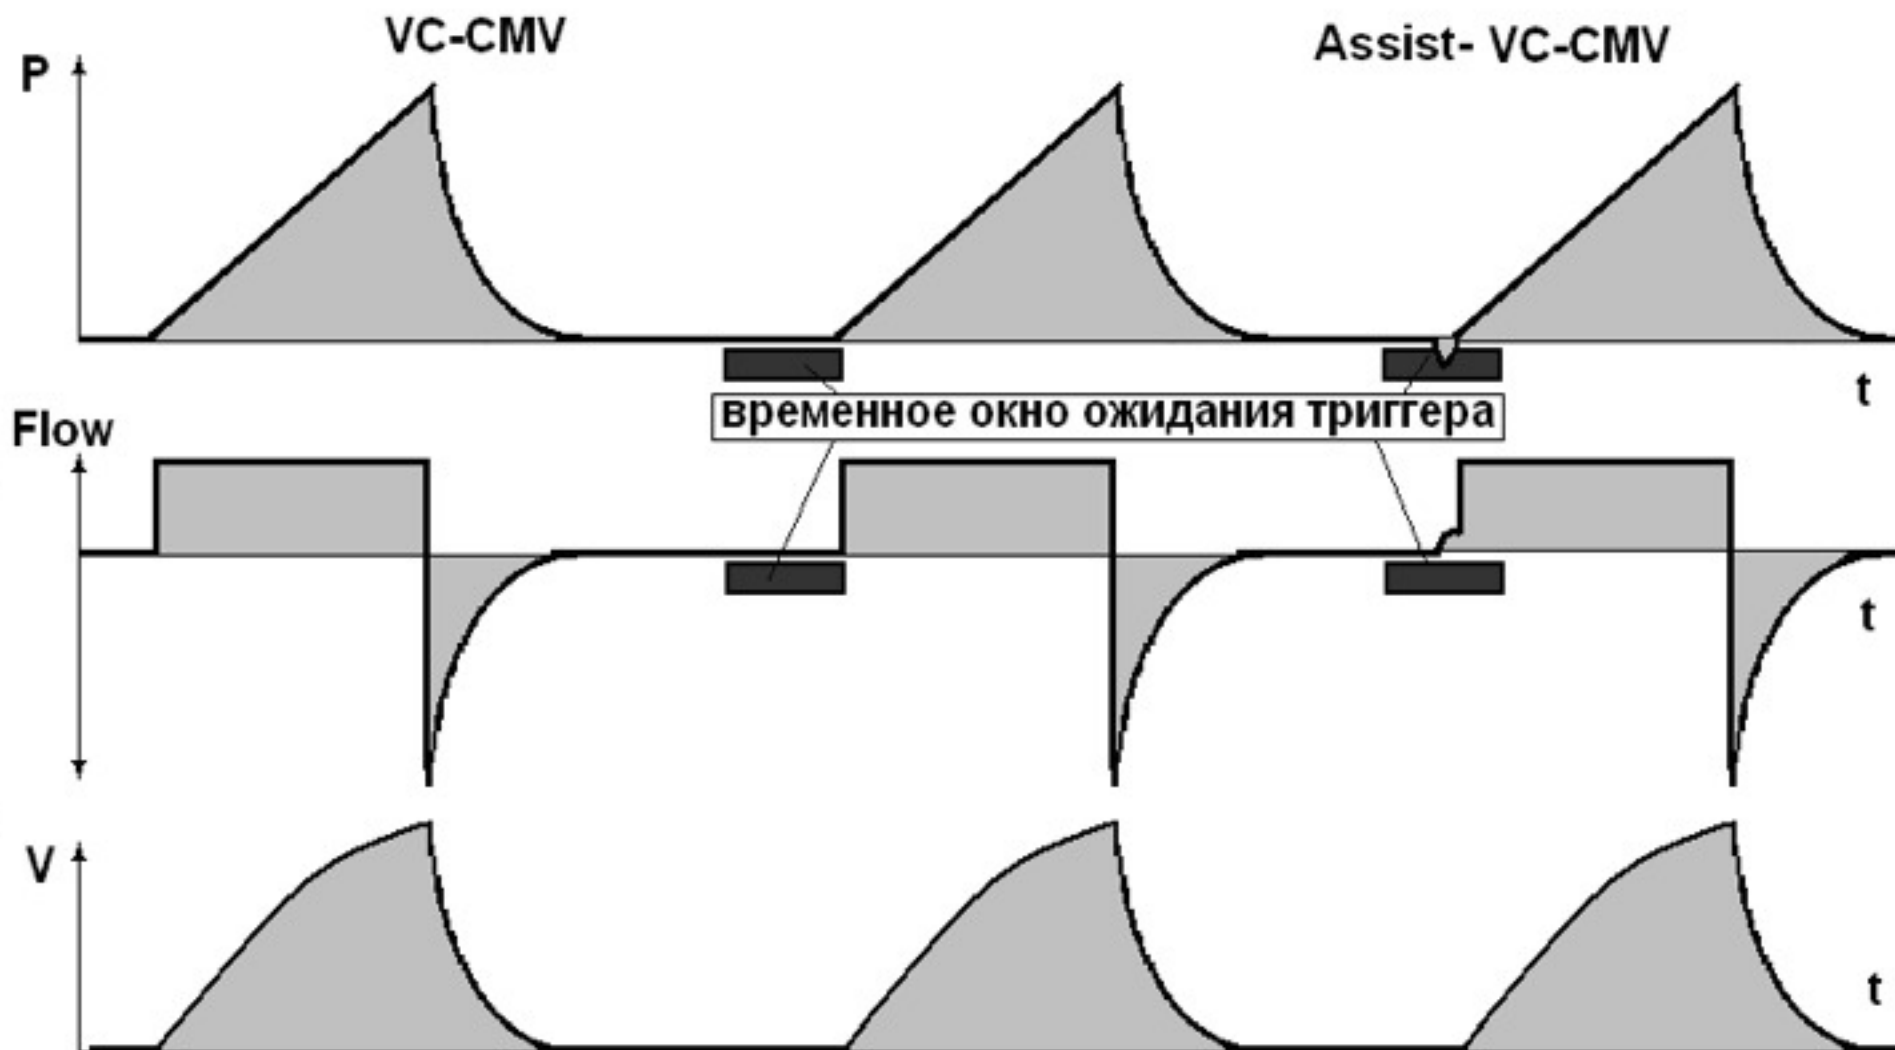 VC-CMV
Assist- VC-CMV
P
t
временное окно ожидания триггера
Flow
t
V
t